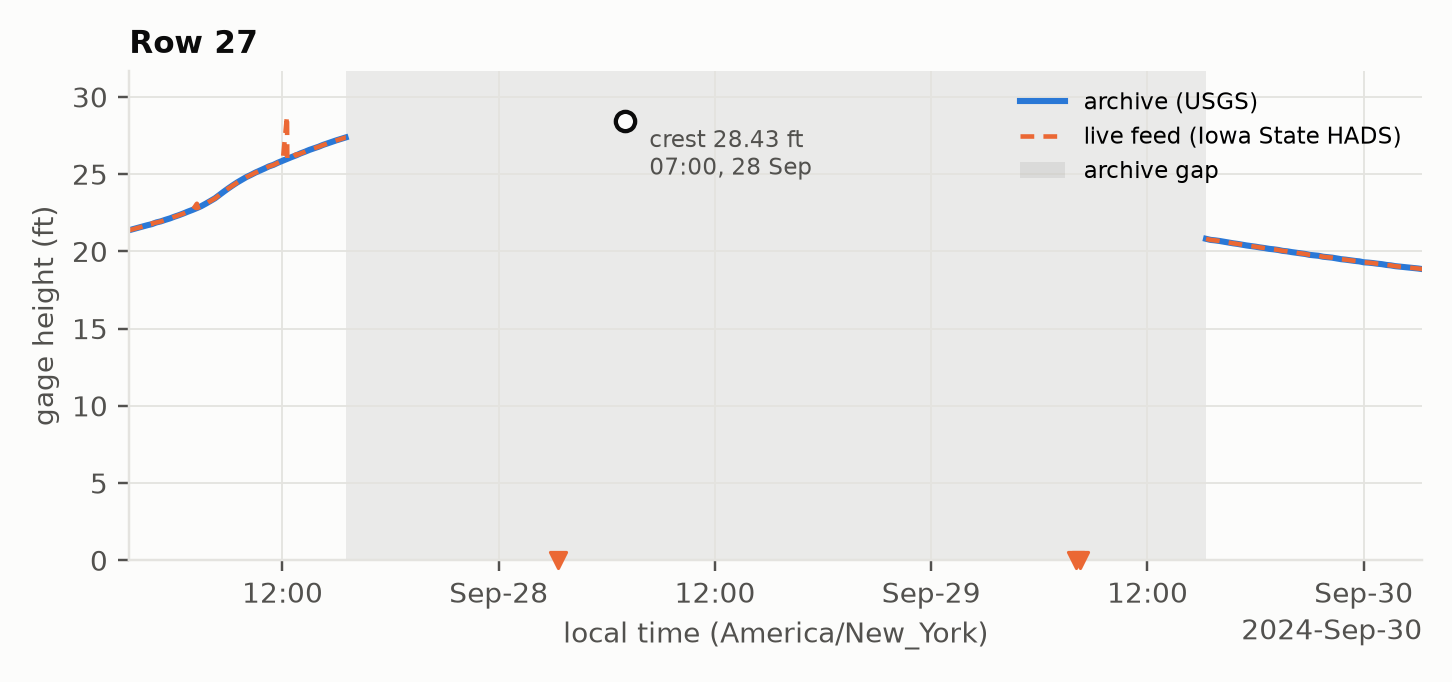 Row 27
30
25
20
15
10
5
0
gage height (ft)
archive (USGS)
live feed (Iowa State HADS)
archive gap
crest 28.43 ft
07:00, 28 Sep
12:00
Sep-28
12:00
Sep-29
12:00
Sep-30
local time (America/New_York)
2024-Sep-30